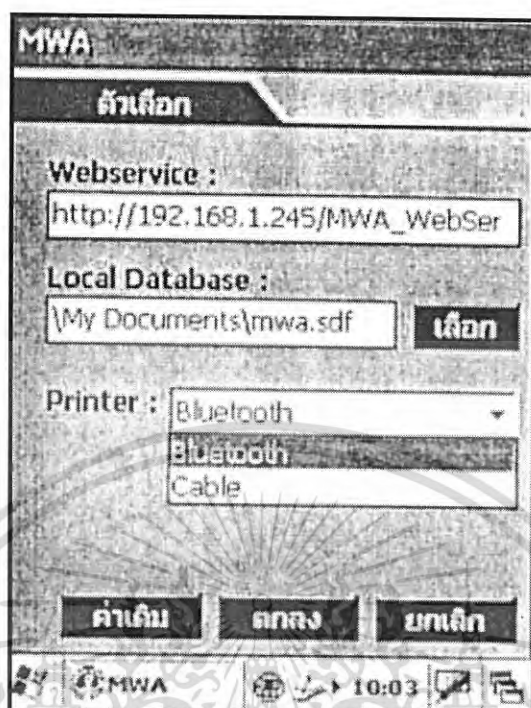 MWA
ตัวเลือก
Webservice :
http://192.168.1.245/MWA_WebSer
Local Database :
\My Documents\mwa.sdf เลือก
Printer : Bluetooth
Bluetooth
Cable
ค่าเดิม ตกลง ยกเลิก
MWA 10:03